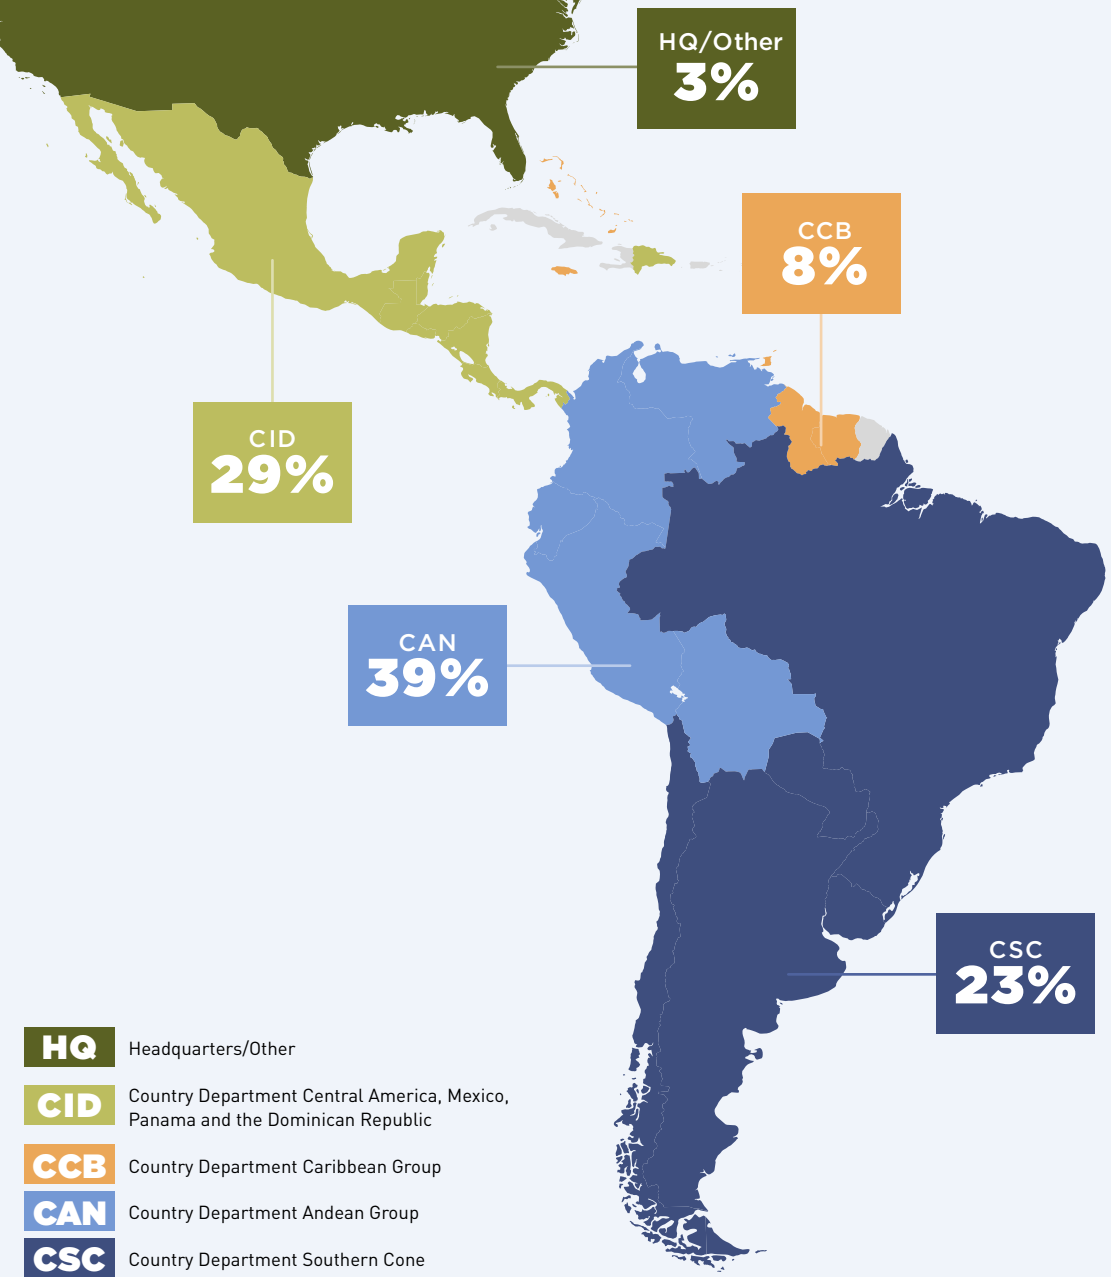 HQ/Other
3%
CCB
8%
CID
29%
CAN
39%
CSC
23%
HQ Headquarters/Other
CID Country Department Central America, Mexico,
Panama and the Dominican Republic
CCB Country Department Caribbean Group
CAN Country Department Andean Group
CSC Country Department Southern Cone